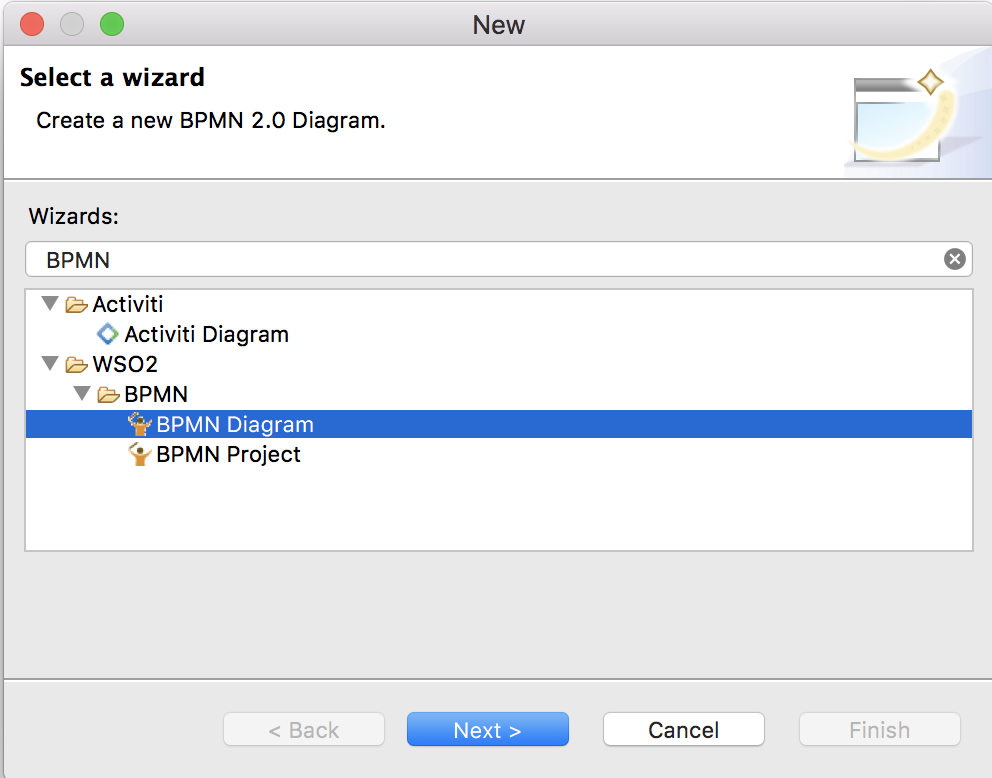 New
Select a wizard
Create a new BPMN 2.0 Diagram.
Wizards:
BPMN
Activiti
Activiti Diagram
WSO2
BPMN
BPMN Diagram
BPMN Project
< Back Next > Cancel Finish